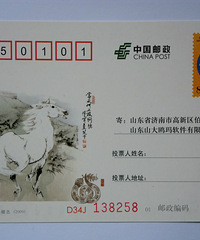 50101
中国邮政
CHINA POST
寄:山东省济南市高新区伯
山东山大鸥玛软件有限
投票人姓名:
投票人地址:
D34J 138258
邮政编码